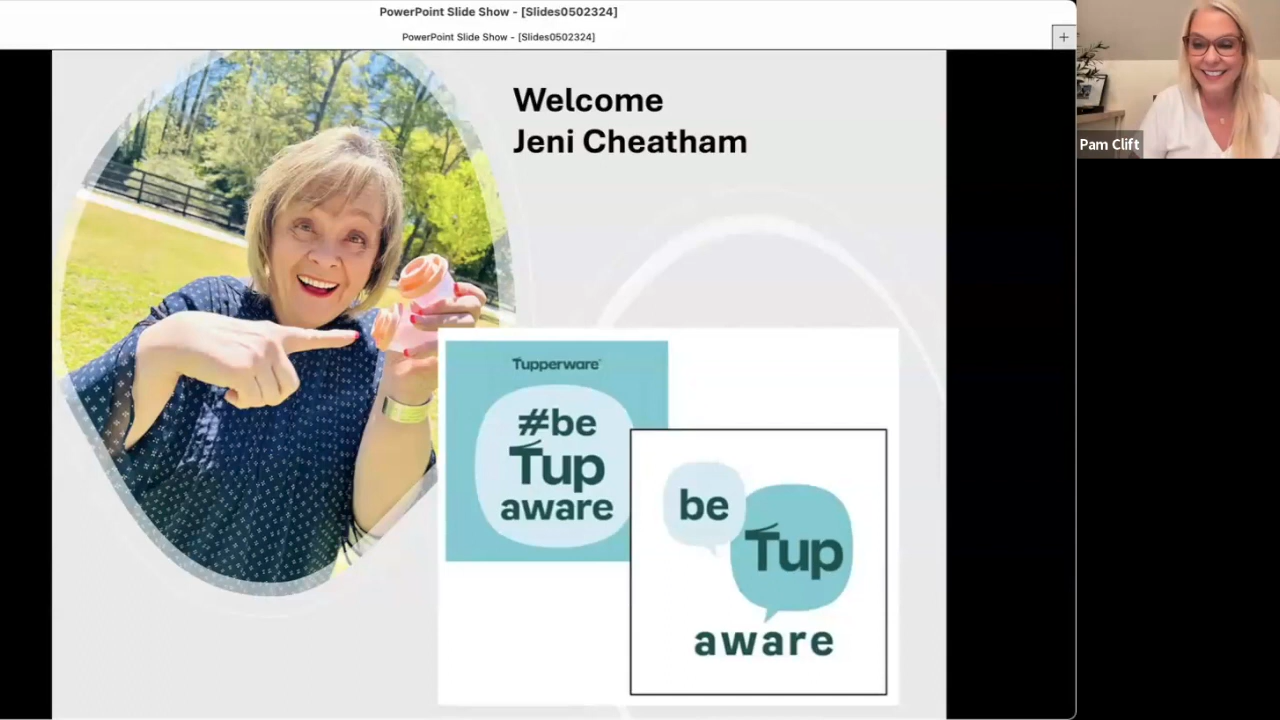 PowerPoint Slide Show - [Slides0502324]
PowerPoint Slide Show - [Slides0502324]
+
Welcome
Jeni Cheatham
Pam Clift
Tupperware
#be
Tup
aware
be
Tup
aware